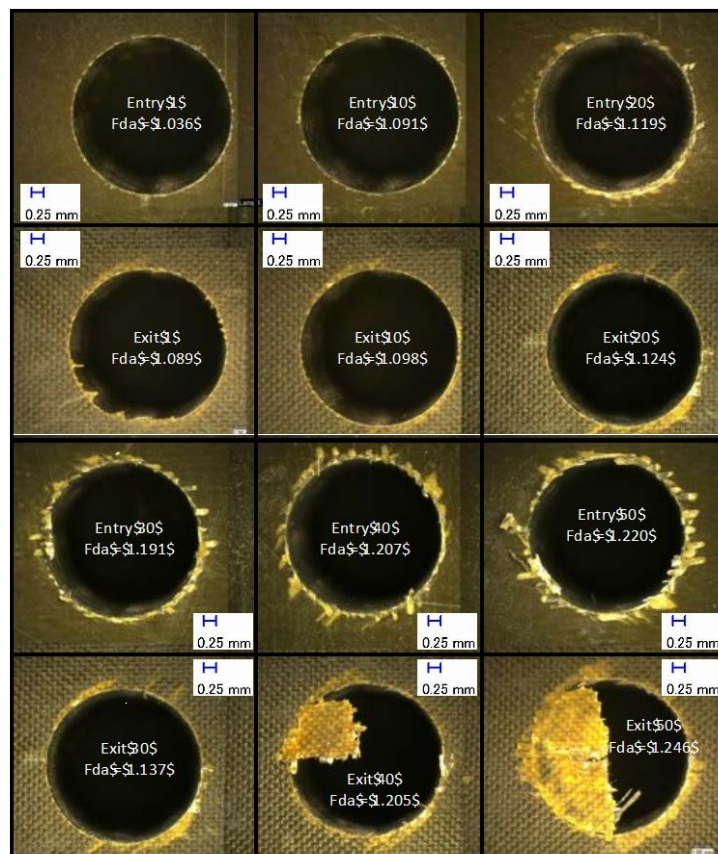 Entry$1$
Fda$=$1.036$
0.25 mm
Entry$10$
Fda$=$1.091$
0.25 mm
Entry$20$
Fda$=$1.119$
0.25 mm
0.25 mm
Exit$1$
Fda$=$1.089$
0.25 mm
Exit$10$
Fda$=$1.098$
0.25 mm
Exit$20$
Fda$=$1.124$
Entry$30$
Fda$=$1.191$
0.25 mm
Entry$40$
Fda$=$1.207$
0.25 mm
Entry$50$
Fda$=$1.220$
0.25 mm
0.25 mm
Exit$30$
Fda$=$1.137$
0.25 mm
Exit$40$
Fda$=$1.205$
0.25 mm
Exit$50$
Fda$=$1.246$